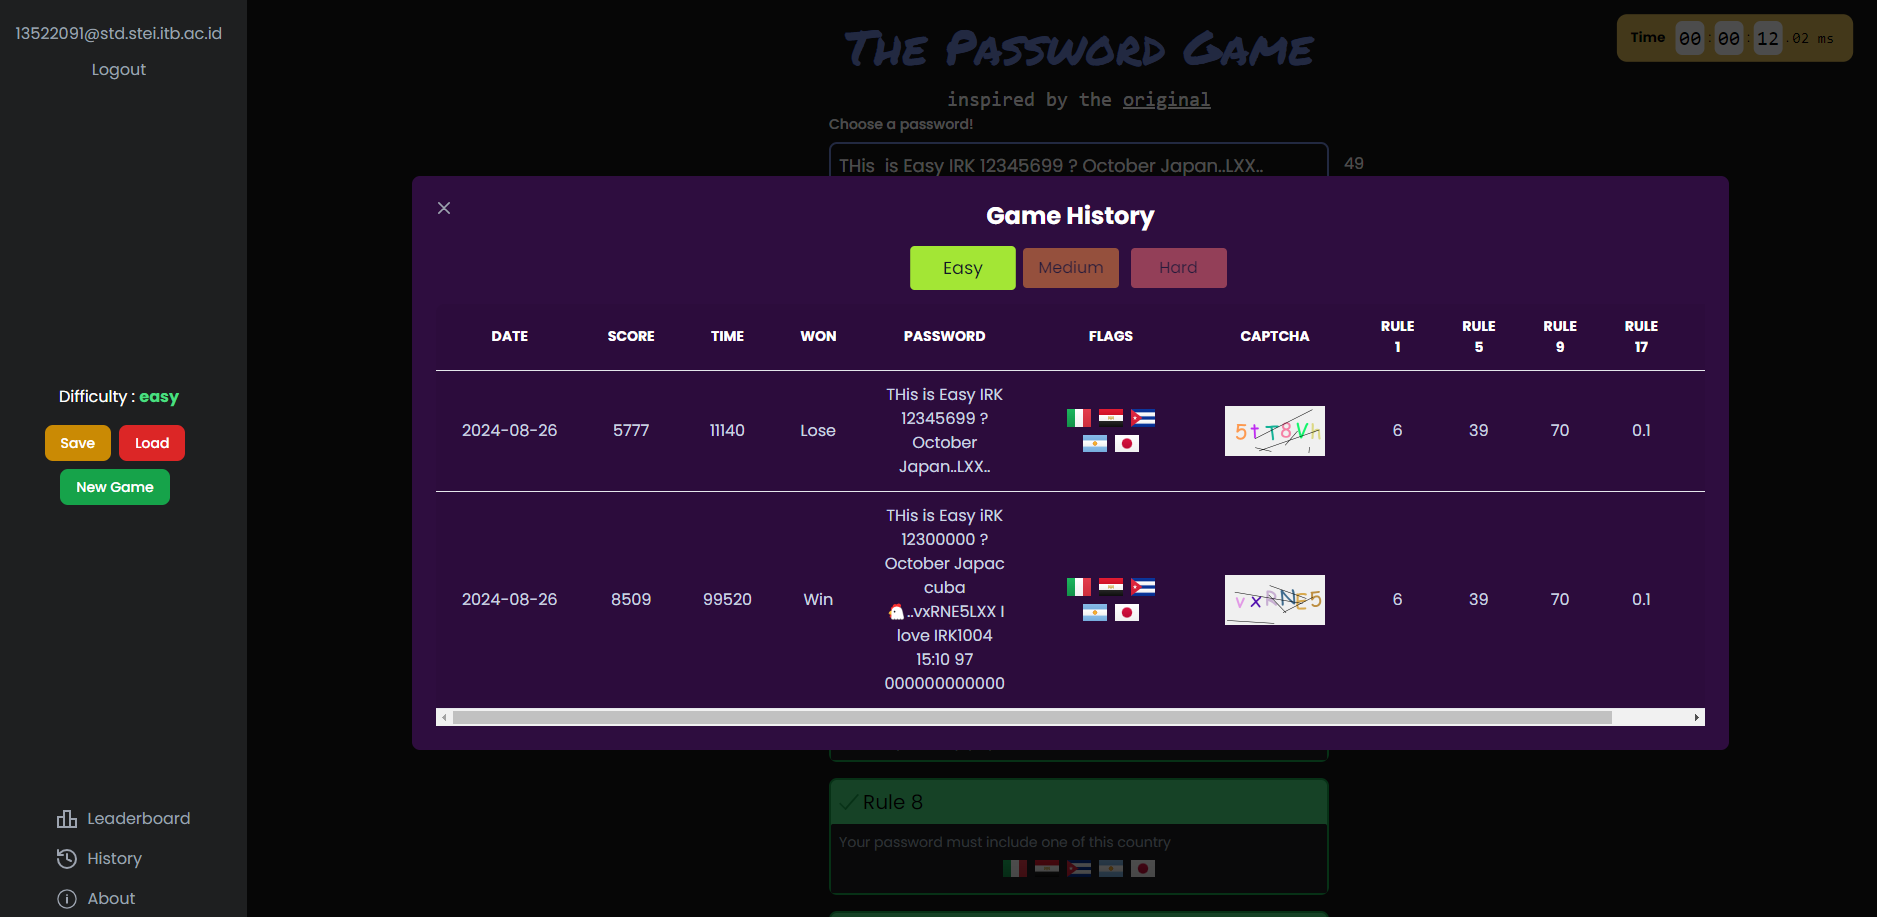 13522091@std.stei.itb.ac.id
Logout
The Password Game
inspired by the original
Time 00 : 00 : 12 .02 ms
Choose a password!
THis  is Easy IRK 12345699 ? October Japan..LXX..
49
Game History
Easy
Medium
Hard
DATE SCORE TIME WON PASSWORD FLAGS CAPTCHA RULE 1 RULE 5 RULE 9 RULE 17
2024-08-26 5777 11140 Lose
THis is Easy IRK
12345699 ?
October
Japan..LXX..
5tT8Vh
6 39 70 0.1
2024-08-26 8509 99520 Win
THis is Easy iRK
12300000 ?
October Japac
cuba
🐔..vxRNE5LXX I
love IRK1004
15:10 97
000000000000
vxRNE5
6 39 70 0.1
Difficulty : easy
Save
Load
New Game
Rule 8
Your password must include one of this country
Leaderboard
History
About